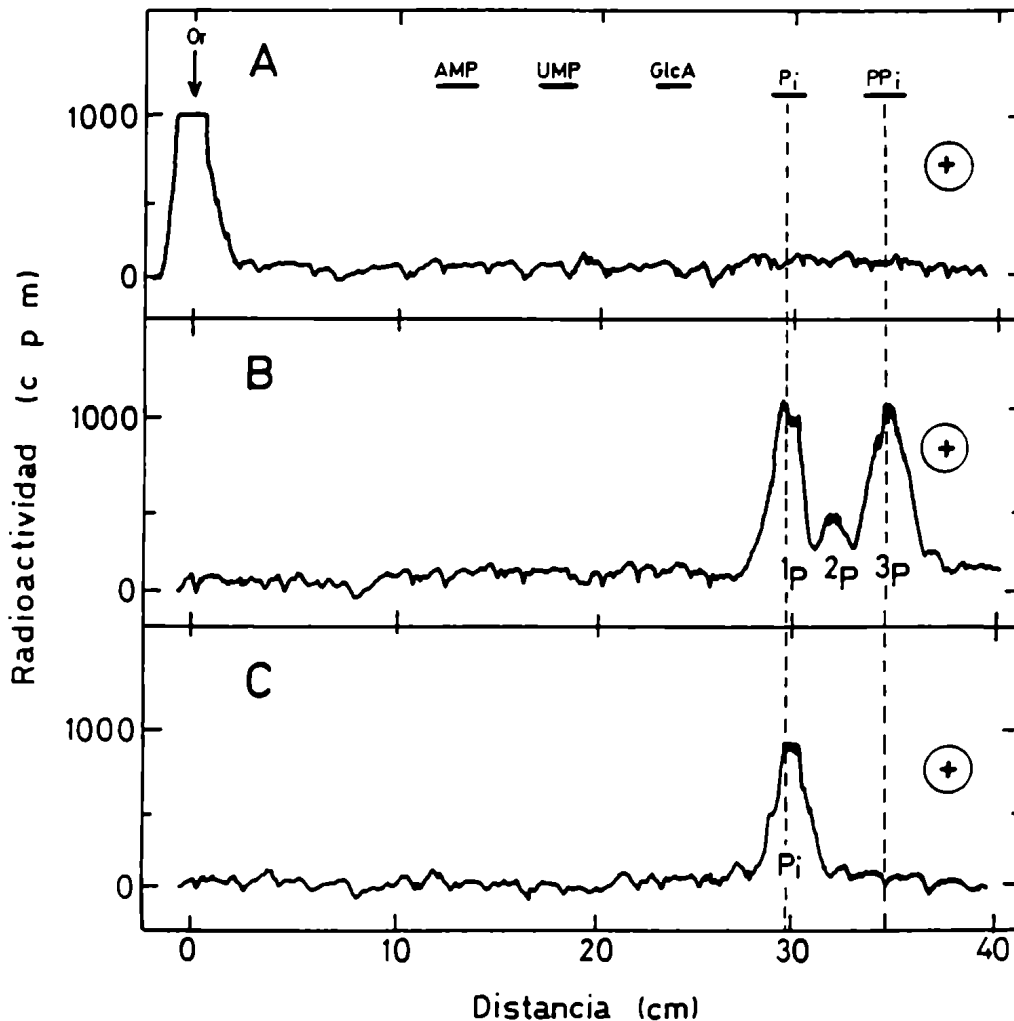 Or
A
AMP UMP GlcA Pi PPi
1000
+
0
B
1000
+
1P 2P 3P
0
C
1000
+
Pi
0
0 10 20 30 40
Distancia (cm)
Radioactividad (c p m)